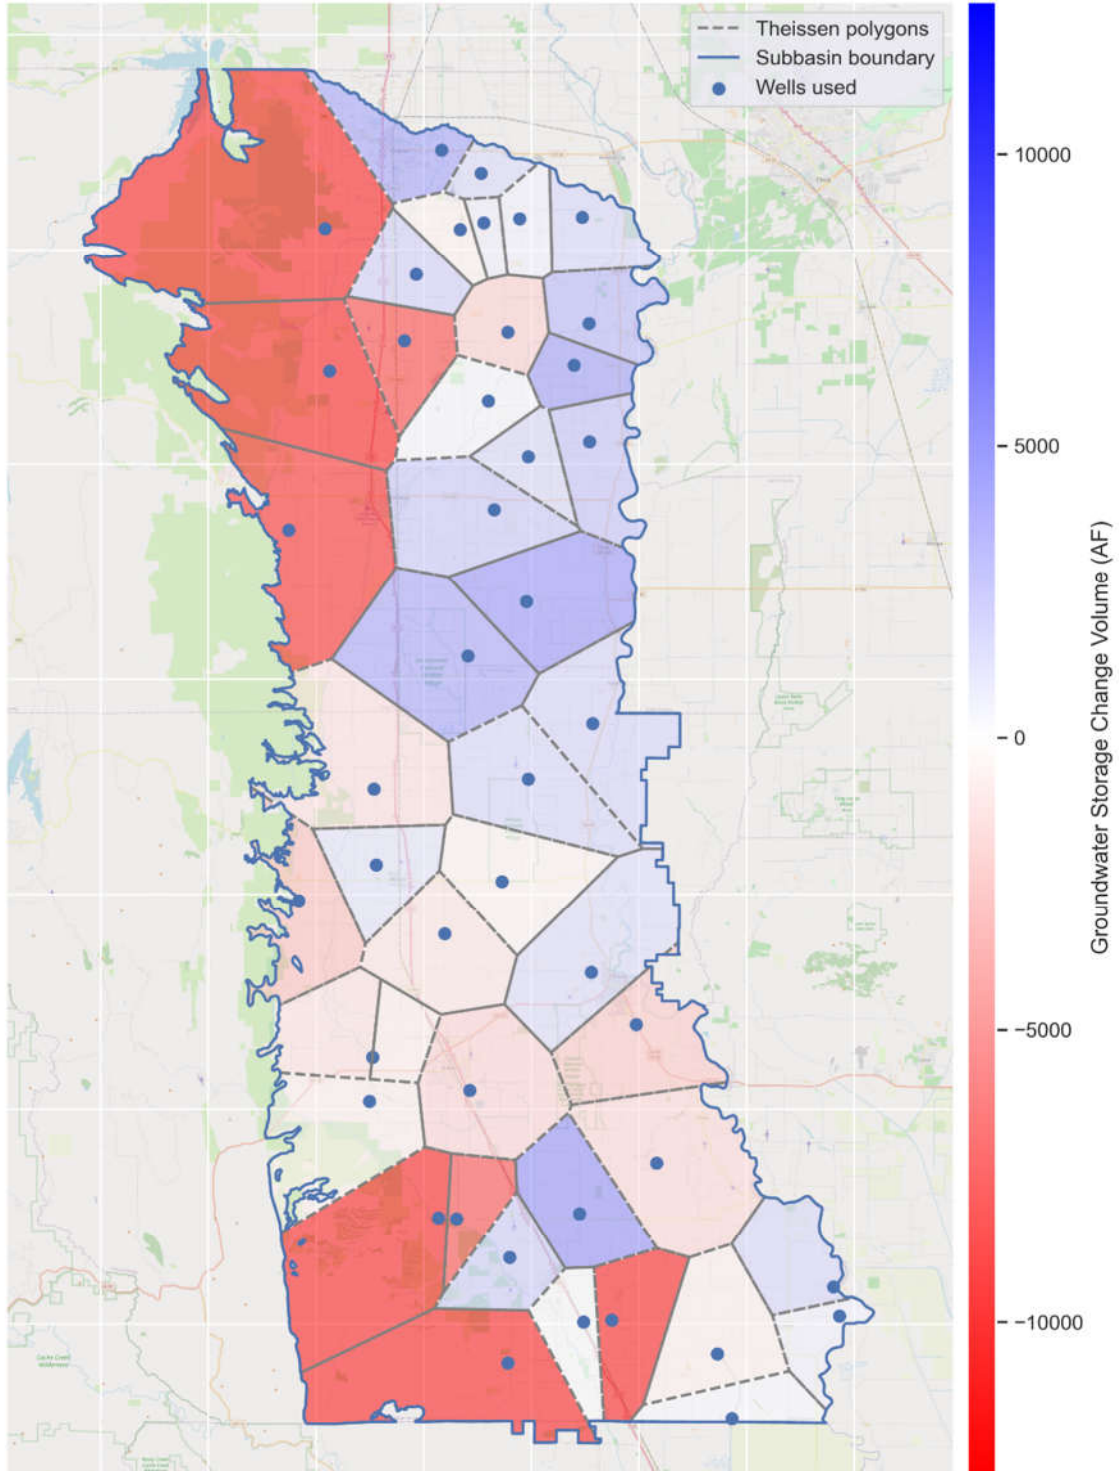 Theissen polygons
Subbasin boundary
Wells used
10000
5000
0
−5000
−10000
Groundwater Storage Change Volume (AF)